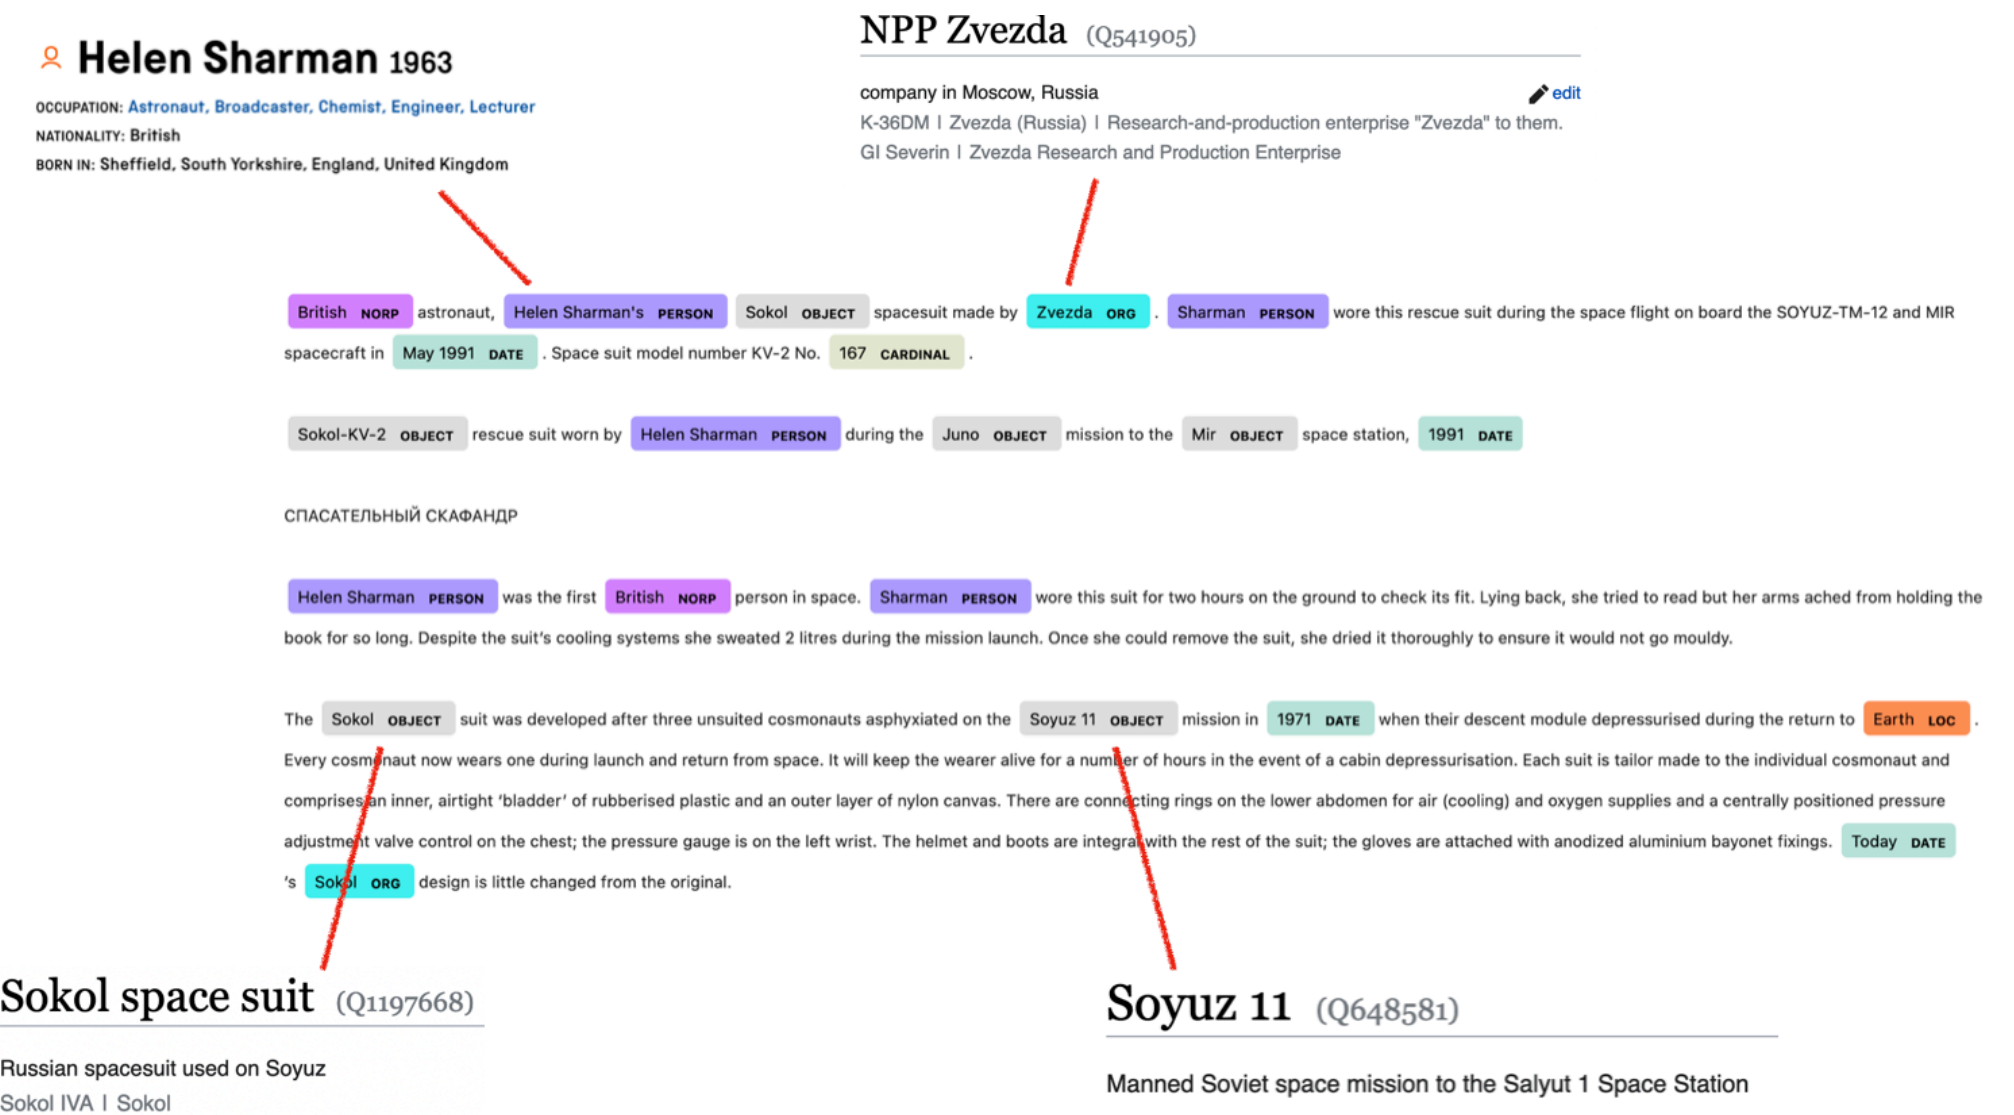 Helen Sharman 1963
OCCUPATION: Astronaut, Broadcaster, Chemist, Engineer, Lecturer
NATIONALITY: British
BORN IN: Sheffield, South Yorkshire, England, United Kingdom
NPP Zvezda (Q541905)
company in Moscow, Russia edit
K-36DM | Zvezda (Russia) | Research-and-production enterprise "Zvezda" to them.
GI Severin | Zvezda Research and Production Enterprise
British NORP astronaut, Helen Sharman's PERSON Sokol OBJECT spacesuit made by Zvezda ORG . Sharman PERSON wore this rescue suit during the space flight on board the SOYUZ-TM-12 and MIR
spacecraft in May 1991 DATE . Space suit model number KV-2 No. 167 CARDINAL .
Sokol-KV-2 OBJECT rescue suit worn by Helen Sharman PERSON during the Juno OBJECT mission to the Mir OBJECT space station, 1991 DATE
СПАСАТЕЛЬНЫЙ СКАФАНДР
Helen Sharman PERSON was the first British NORP person in space. Sharman PERSON wore this suit for two hours on the ground to check its fit. Lying back, she tried to read but her arms ached from holding the
book for so long. Despite the suit's cooling systems she sweated 2 litres during the mission launch. Once she could remove the suit, she dried it thoroughly to ensure it would not go mouldy.
The Sokol OBJECT suit was developed after three unsuited cosmonauts asphyxiated on the Soyuz 11 OBJECT mission in 1971 DATE when their descent module depressurised during the return to Earth LOC .
Every cosmonaut now wears one during launch and return from space. It will keep the wearer alive for a number of hours in the event of a cabin depressurisation. Each suit is tailor made to the individual cosmonaut and
comprises an inner, airtight 'bladder' of rubberised plastic and an outer layer of nylon canvas. There are connecting rings on the lower abdomen for air (cooling) and oxygen supplies and a centrally positioned pressure
adjustment valve control on the chest; the pressure gauge is on the left wrist. The helmet and boots are integral with the rest of the suit; the gloves are attached with anodized aluminium bayonet fixings. Today DATE
's Sokol ORG design is little changed from the original.
Sokol space suit (Q1197668)
Russian spacesuit used on Soyuz
Sokol IVA | Sokol
Soyuz 11 (Q648581)
Manned Soviet space mission to the Salyut 1 Space Station